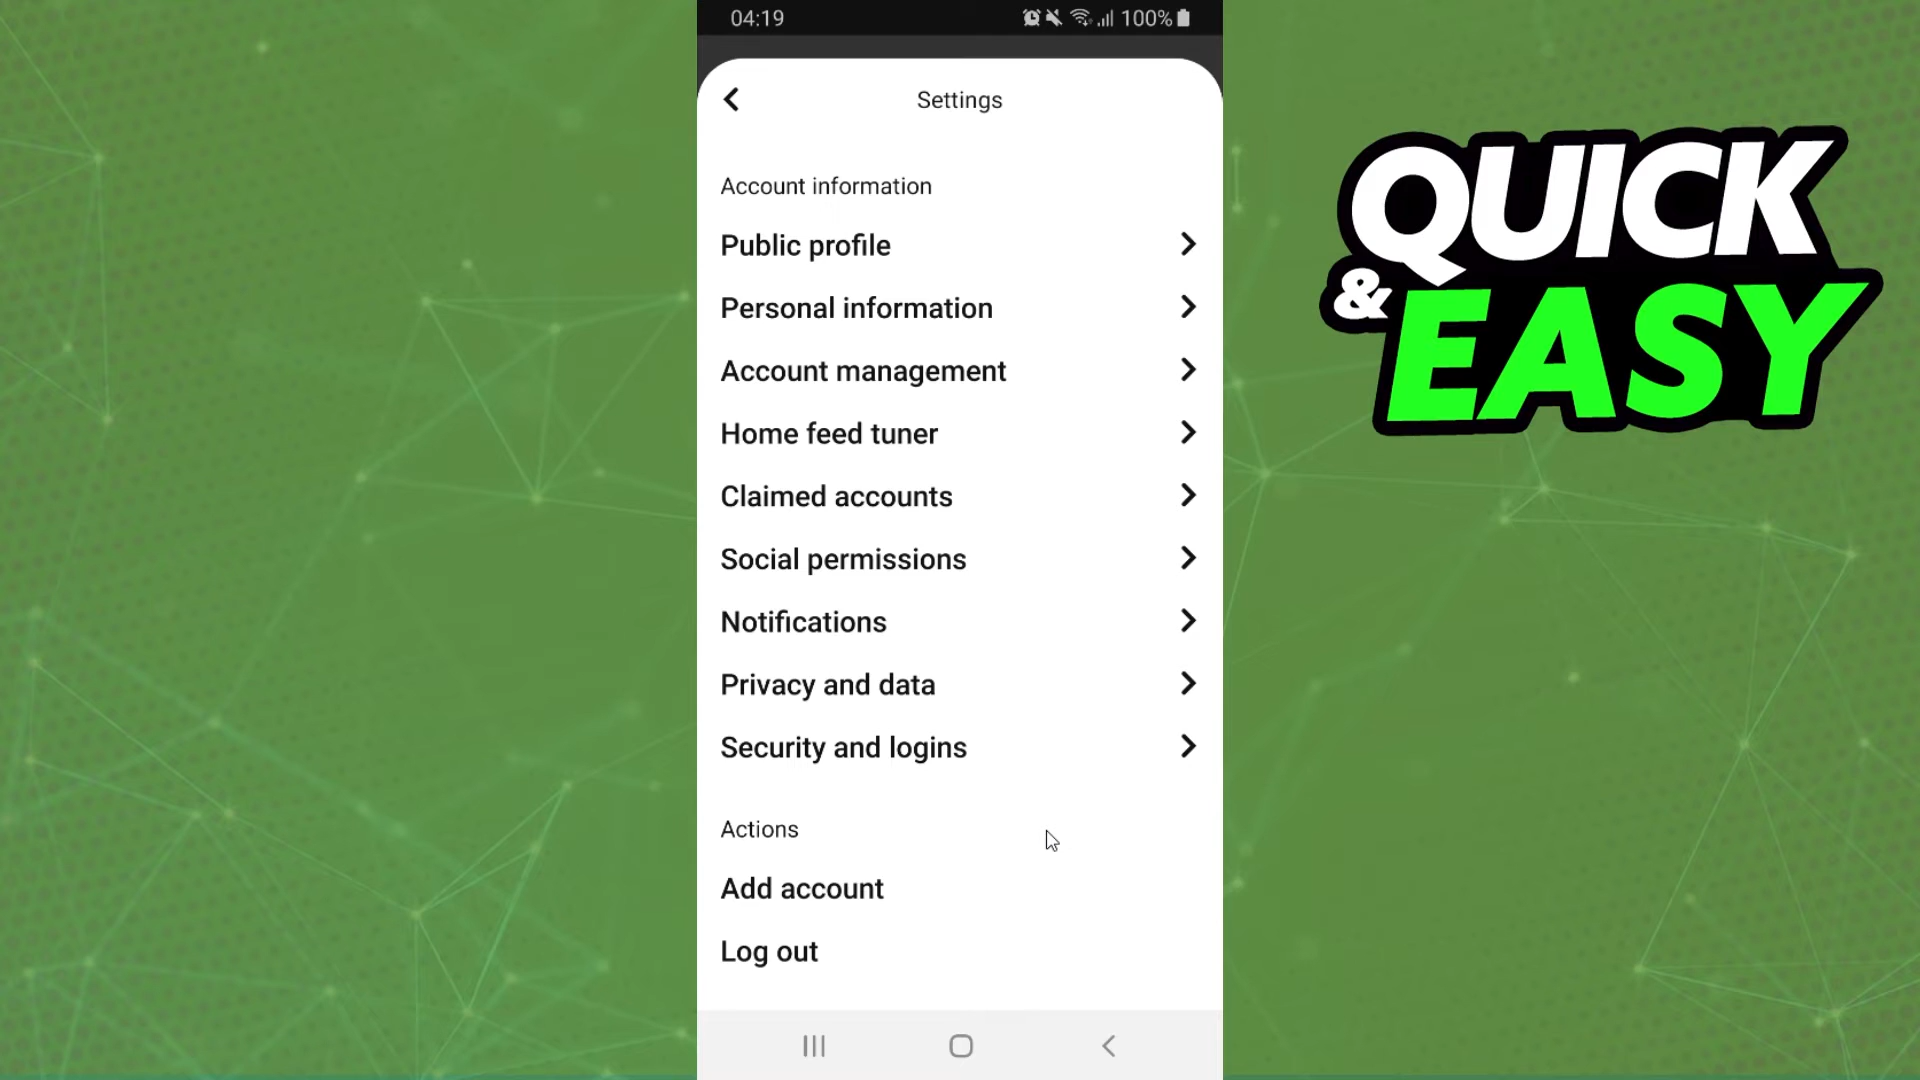 04:19
100%
Settings
Account information
Public profile
Personal information
Account management
Home feed tuner
Claimed accounts
Social permissions
Notifications
Privacy and data
Security and logins
Actions
Add account
Log out
QUICK
& EASY